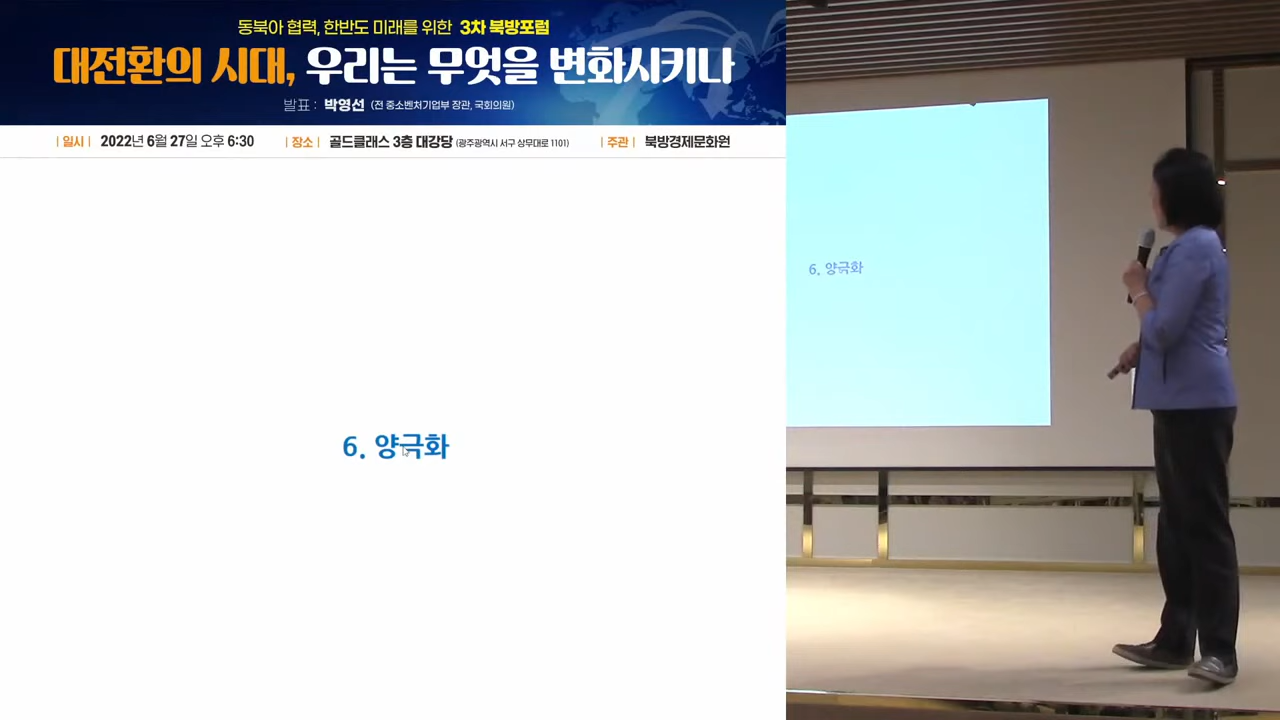 동북아 협력, 한반도 미래를 위한 3차 북방포럼
대전환의 시대, 우리는 무엇을 변화시키나
발표 : 박영선 (전 중소벤처기업부 장관, 국회의원)
| 일시 | 2022년 6월 27일 오후 6:30 | 장소 | 골드클래스 3층 대강당 (광주광역시 서구 상무대로 1101) | 주관 | 북방경제문화원
6. 양극화
6. 양극화